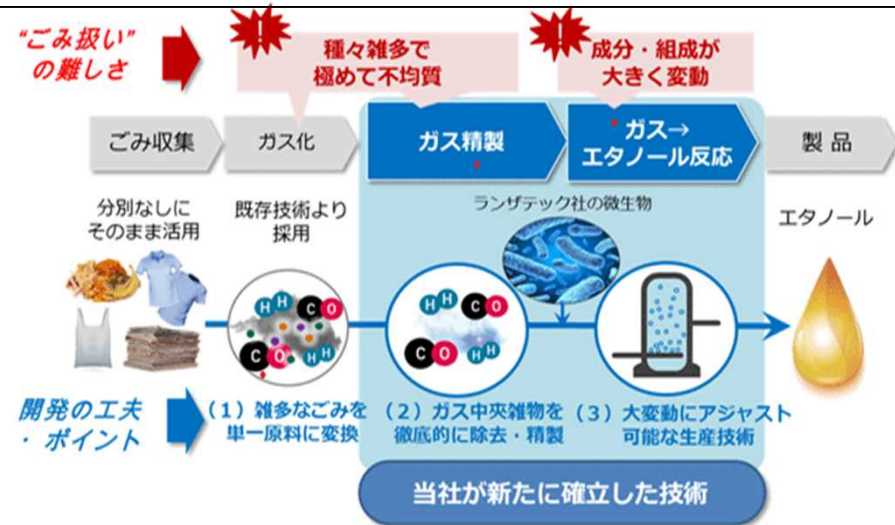 “ごみ扱い”
の難しさ
!
種々雑多で
極めて不均質
!
成分・組成が
大きく変動
ごみ収集
ガス化
ガス精製
ガス→
エタノール反応
製品
分別なしに
そのまま活用
既存技術より
採用
ランザテック社の微生物
エタノール
H H C O
C O H H
H H C O
C O H H
開発の工夫
・ポイント
（1）雑多なごみを
単一原料に変換
（2）ガス中夾雑物を
徹底的に除去・精製
（3）大変動にアジャスト
可能な生産技術
当社が新たに確立した技術